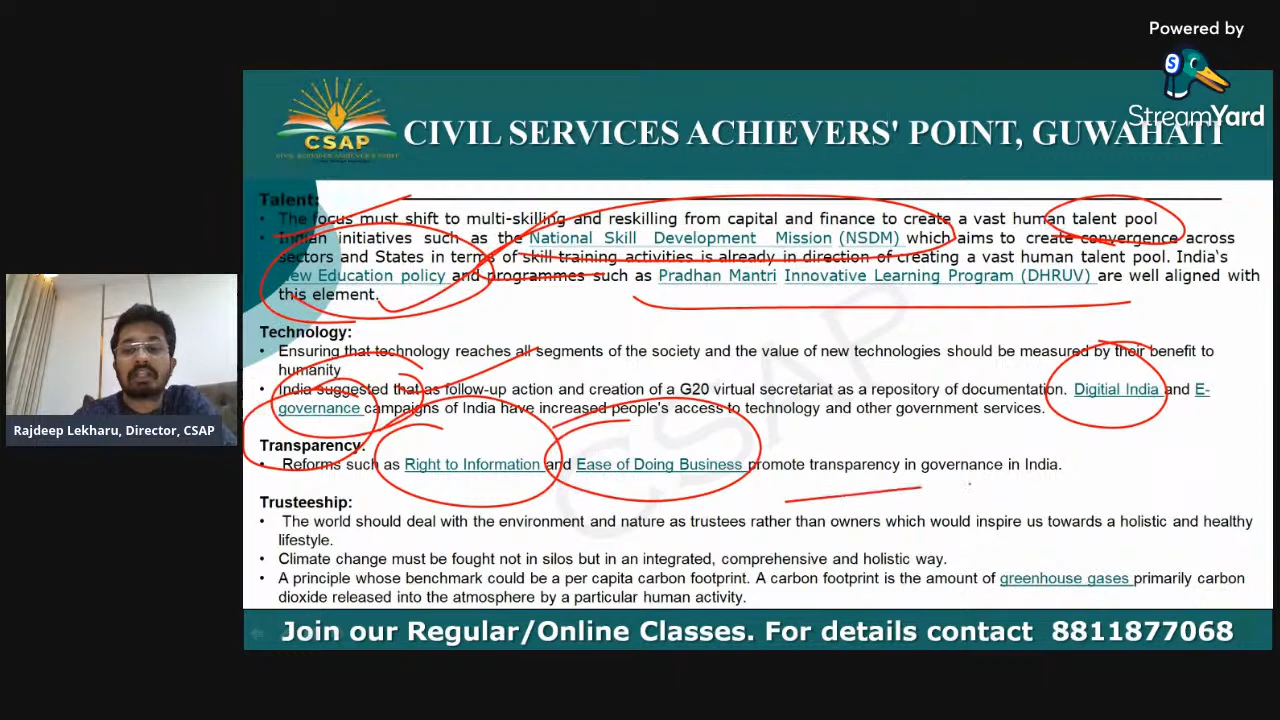 Powered by
S
StreamYard
CSAP
CIVIL SERVICES ACHIEVERS' POINT, GUWAHATI
Talent:
• The focus must shift to multi-skilling and reskilling from capital and finance to create a vast human talent pool
• Indian initiatives such as the National Skill Development Mission (NSDM) which aims to create convergence across
sectors and States in terms of skill training activities is already in direction of creating a vast human talent pool. India's
New Education policy and programmes such as Pradhan Mantri Innovative Learning Program (DHRUV) are well aligned with
this element.
Technology:
• Ensuring that technology reaches all segments of the society and the value of new technologies should be measured by their benefit to
humanity
• India suggested that as follow-up action and creation of a G20 virtual secretariat as a repository of documentation. Digitial India and E-
governance campaigns of India have increased people's access to technology and other government services.
Transparency:
• Reforms such as Right to Information and Ease of Doing Business promote transparency in governance in India.
Trusteeship:
• The world should deal with the environment and nature as trustees rather than owners which would inspire us towards a holistic and healthy
lifestyle.
• Climate change must be fought not in silos but in an integrated, comprehensive and holistic way.
• A principle whose benchmark could be a per capita carbon footprint. A carbon footprint is the amount of greenhouse gases primarily carbon
dioxide released into the atmosphere by a particular human activity.
CSAP
Rajdeep Lekharu, Director, CSAP
Join our Regular/Online Classes. For details contact 8811877068